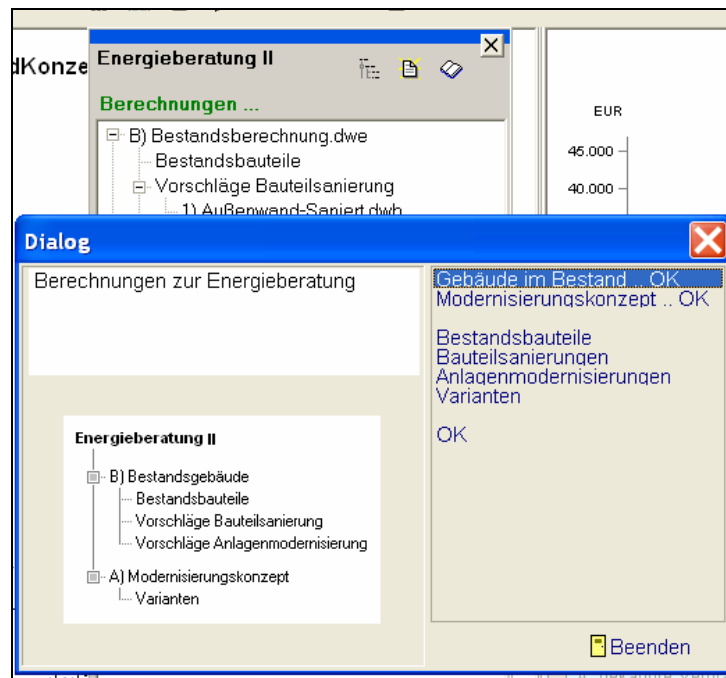 dKonze
Energieberatung II
Berechnungen ...
B) Bestandsberechnung.dwe
Bestandsbauteile
Vorschläge Bauteilsanierung
1) Außenwand-Saniert.dwb
EUR
45.000
40.000
Dialog
Berechnungen zur Energieberatung
Energieberatung II
B) Bestandsgebäude
Bestandsbauteile
Vorschläge Bauteilsanierung
Vorschläge Anlagenmodernisierung
A) Modernisierungskonzept
Varianten
Gebäude im Bestand .. OK
Modernisierungskonzept .. OK
Bestandsbauteile
Bauteilsanierungen
Anlagenmodernisierungen
Varianten
OK
Beenden